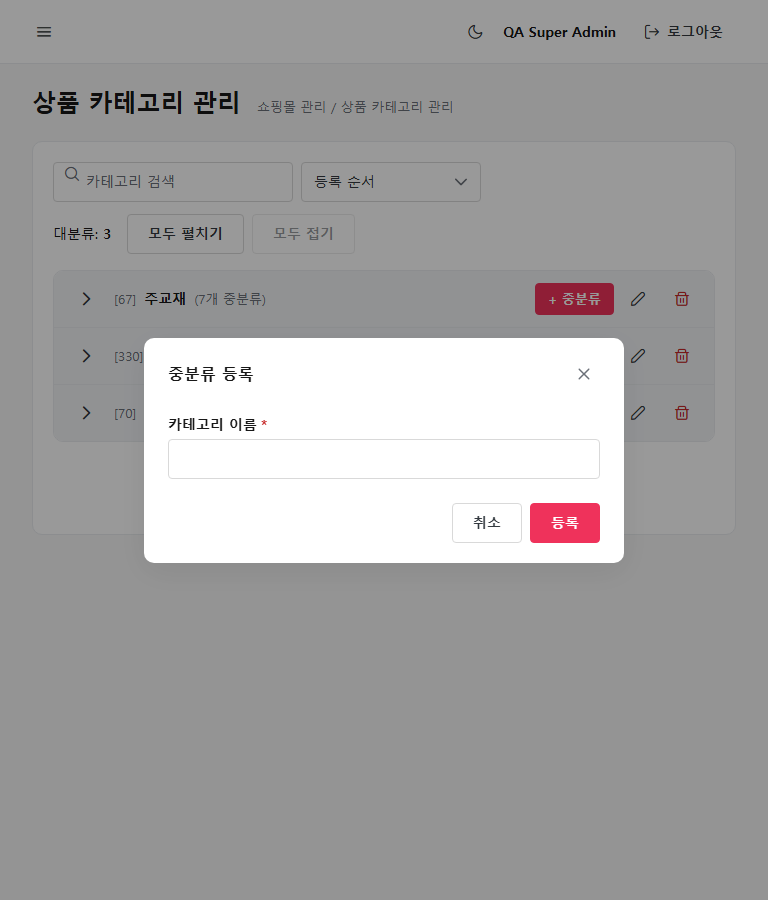 QA Super Admin
로그아웃
상품 카테고리 관리
쇼핑몰 관리 / 상품 카테고리 관리
카테고리 검색
등록 순서
대분류: 3
모두 펼치기
모두 접기
[67] 주교재 (7개 중분류)
+ 중분류
[330]
[70]
중분류 등록
카테고리 이름 *
취소
등록